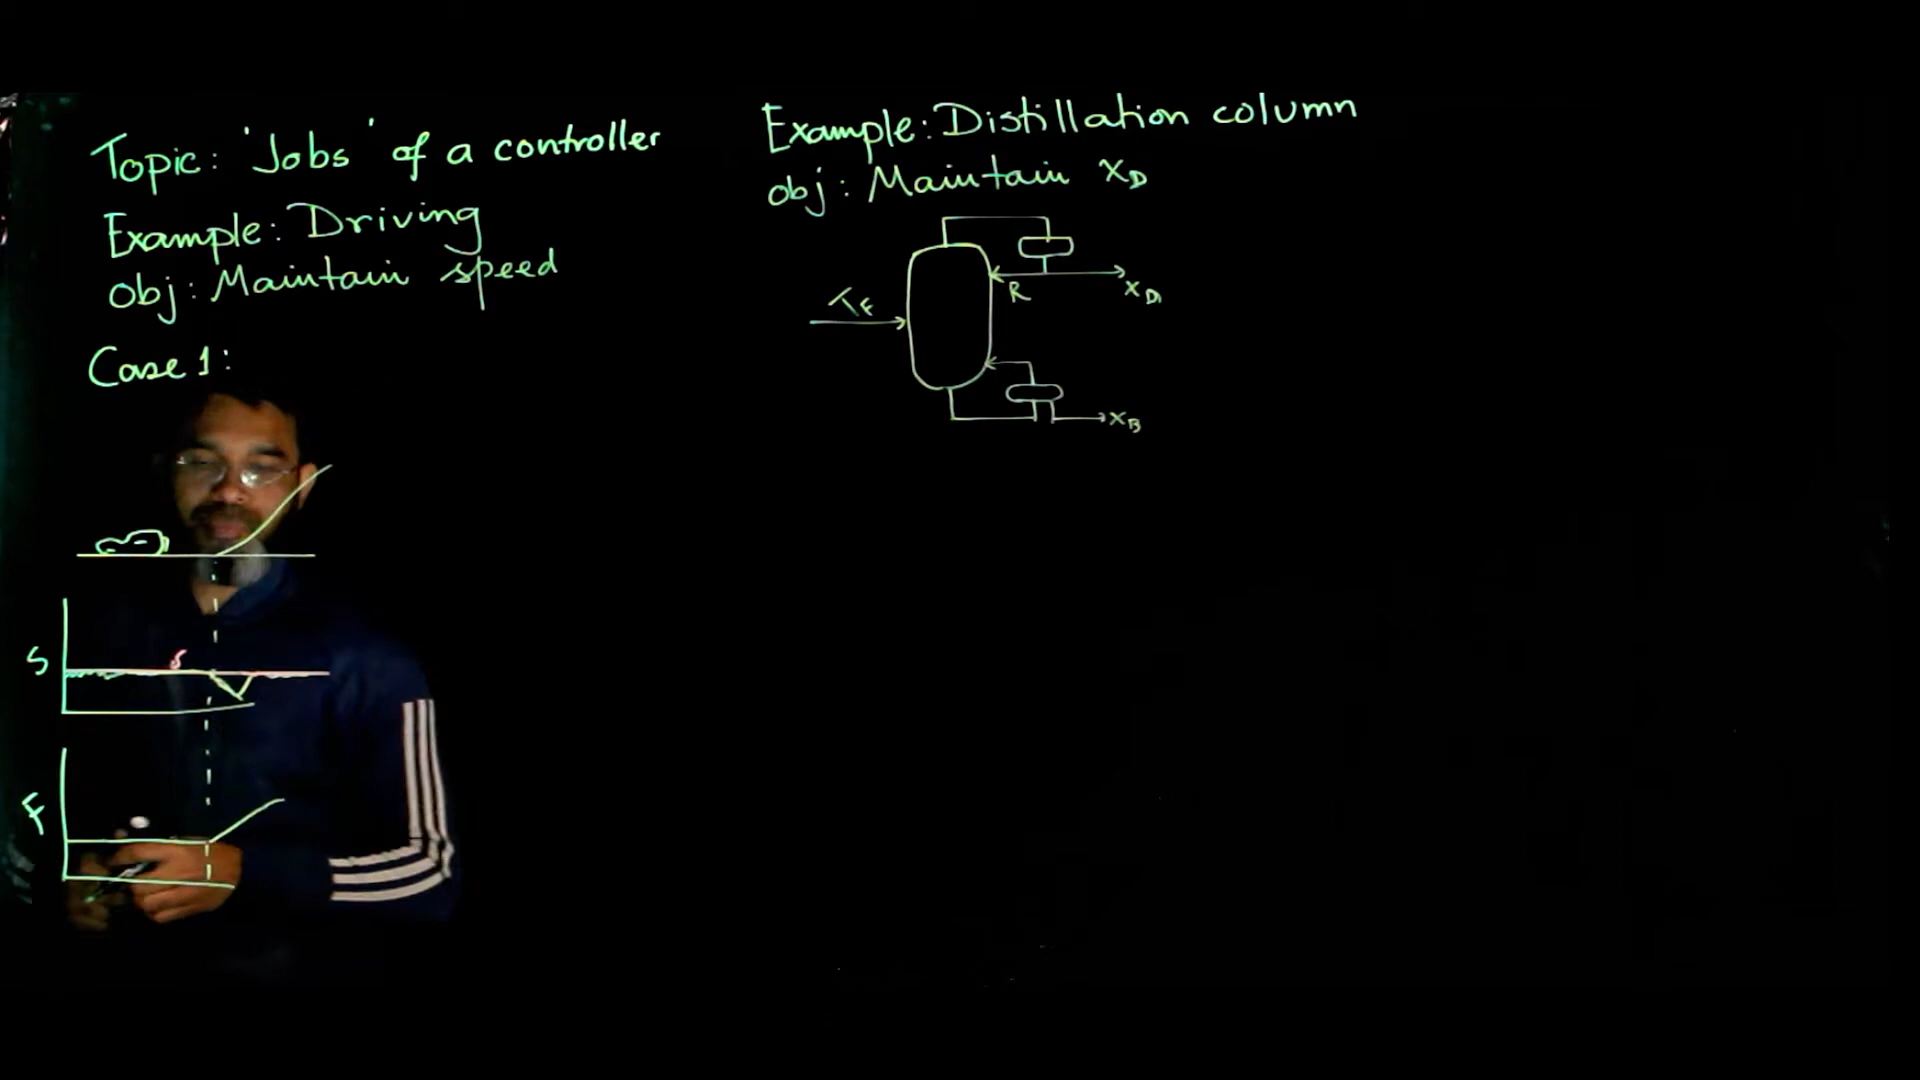 Topic: 'Jobs' of a controller
Example: Driving
Obj: Maintain speed
Case 1:
S
F
Example: Distillation column
Obj: Maintain x_D
T_F
R
x_D
x_B